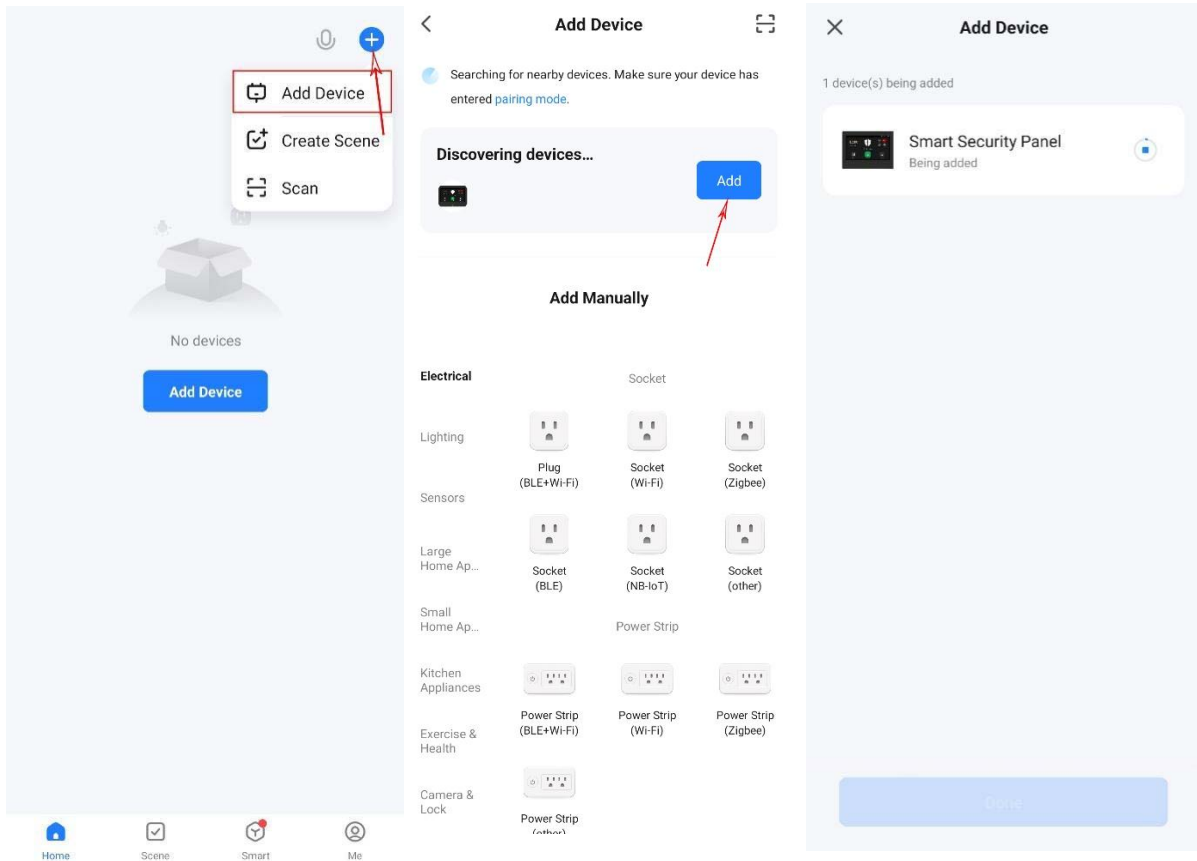 Add Device
Create Scene
Scan
No devices
Add Device
Home
Scene
Smart
Me
Add Device
Searching for nearby devices. Make sure your device has
entered pairing mode.
Discovering devices...
Add
Add Manually
Electrical
Lighting
Sensors
Large
Home Ap...
Small
Home Ap...
Kitchen
Appliances
Exercise &
Health
Camera &
Lock
Socket
Plug
(BLE+Wi-Fi)
Socket
(Wi-Fi)
Socket
(Zigbee)
Socket
(BLE)
Socket
(NB-IoT)
Socket
(other)
Power Strip
Power Strip
(BLE+Wi-Fi)
Power Strip
(Wi-Fi)
Power Strip
(Zigbee)
Power Strip
(other)
Add Device
1 device(s) being added
Smart Security Panel
Being added
Done